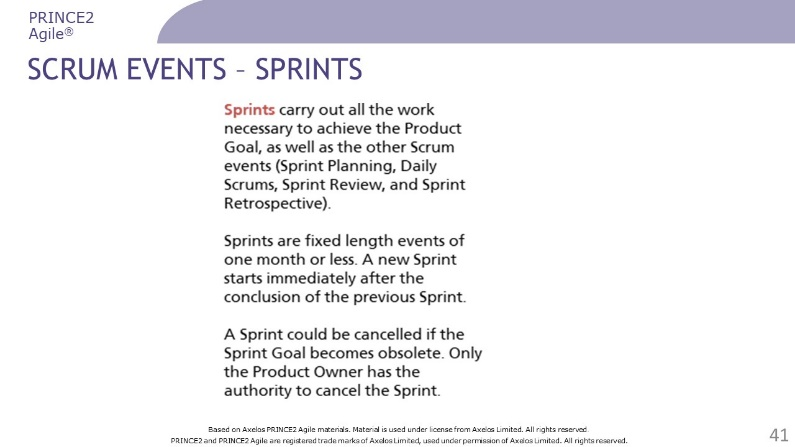 PRINCE2
Agile®
SCRUM EVENTS – SPRINTS
Sprints carry out all the work
necessary to achieve the Product
Goal, as well as the other Scrum
events (Sprint Planning, Daily
Scrums, Sprint Review, and Sprint
Retrospective).
Sprints are fixed length events of
one month or less. A new Sprint
starts immediately after the
conclusion of the previous Sprint.
A Sprint could be cancelled if the
Sprint Goal becomes obsolete. Only
the Product Owner has the
authority to cancel the Sprint.
Based on Axelos PRINCE2 Agile materials. Material is used under license from Axelos Limited. All rights reserved.
PRINCE2 and PRINCE2 Agile are registered trade marks of Axelos Limited, used under permission of Axelos Limited. All rights reserved.
41